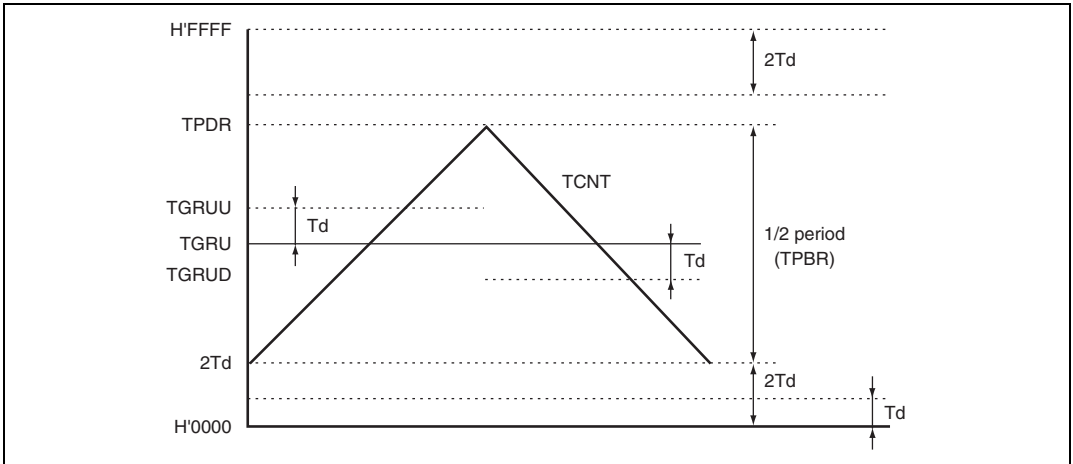 H'FFFF
2Td
TPDR
TCNT
TGRUU
Td
TGRU
1/2 period
(TPBR)
Td
TGRUD
2Td
2Td
Td
H'0000